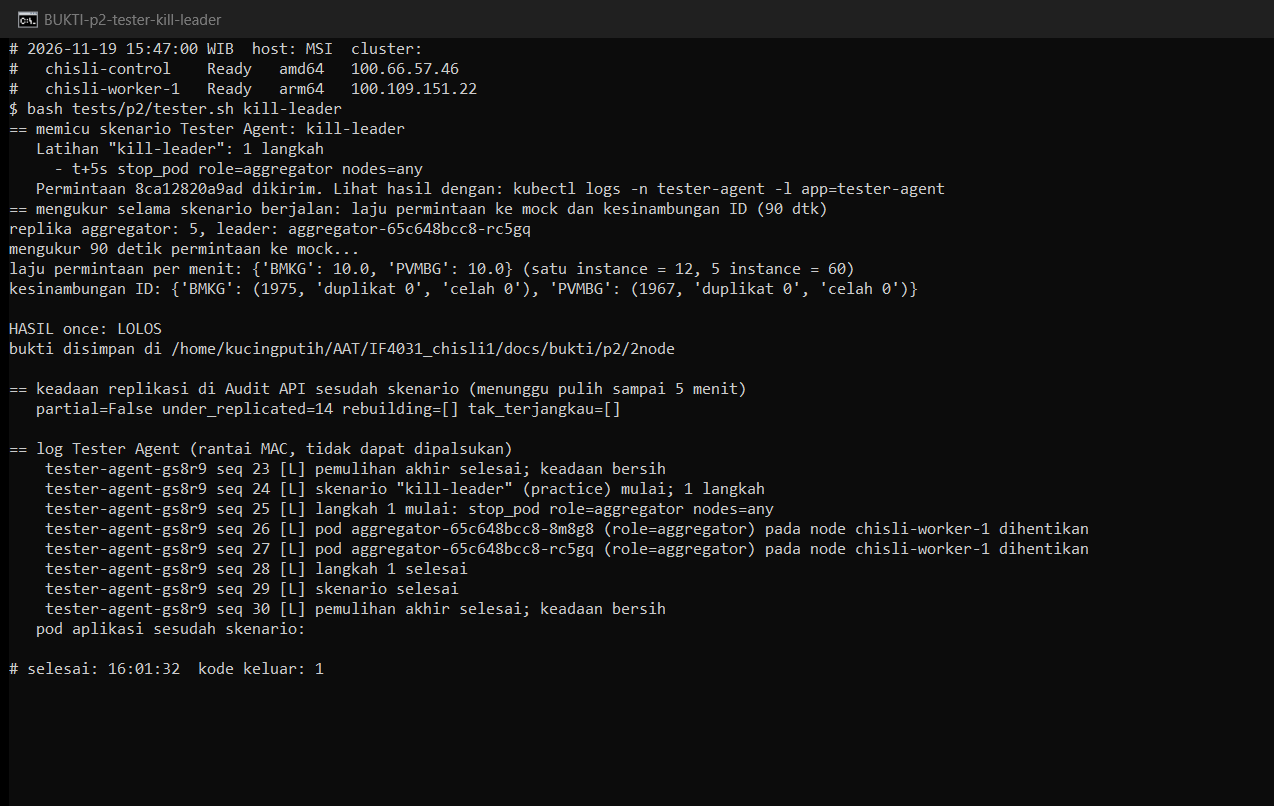 BUKTI-p2-tester-kill-leader
# 2026-11-19 15:47:00 WIB  host: MSI  cluster:
#   chisli-control    Ready   amd64   100.66.57.46
#   chisli-worker-1   Ready   arm64   100.109.151.22
$ bash tests/p2/tester.sh kill-leader
== memicu skenario Tester Agent: kill-leader
   Latihan "kill-leader": 1 langkah
     - t+5s stop_pod role=aggregator nodes=any
   Permintaan 8ca12820a9ad dikirim. Lihat hasil dengan: kubectl logs -n tester-agent -l app=tester-agent
== mengukur selama skenario berjalan: laju permintaan ke mock dan kesinambungan ID (90 dtk)
replika aggregator: 5, leader: aggregator-65c648bcc8-rc5gq
mengukur 90 detik permintaan ke mock...
laju permintaan per menit: {'BMKG': 10.0, 'PVMBG': 10.0} (satu instance = 12, 5 instance = 60)
kesinambungan ID: {'BMKG': (1975, 'duplikat 0', 'celah 0'), 'PVMBG': (1967, 'duplikat 0', 'celah 0')}
HASIL once: LOLOS
bukti disimpan di /home/kucingputih/AAT/IF4031_chisli1/docs/bukti/p2/2node
== keadaan replikasi di Audit API sesudah skenario (menunggu pulih sampai 5 menit)
   partial=False under_replicated=14 rebuilding=[] tak_terjangkau=[]
== log Tester Agent (rantai MAC, tidak dapat dipalsukan)
    tester-agent-gs8r9 seq 23 [L] pemulihan akhir selesai; keadaan bersih
    tester-agent-gs8r9 seq 24 [L] skenario "kill-leader" (practice) mulai; 1 langkah
    tester-agent-gs8r9 seq 25 [L] langkah 1 mulai: stop_pod role=aggregator nodes=any
    tester-agent-gs8r9 seq 26 [L] pod aggregator-65c648bcc8-8m8g8 (role=aggregator) pada node chisli-worker-1 dihentikan
    tester-agent-gs8r9 seq 27 [L] pod aggregator-65c648bcc8-rc5gq (role=aggregator) pada node chisli-worker-1 dihentikan
    tester-agent-gs8r9 seq 28 [L] langkah 1 selesai
    tester-agent-gs8r9 seq 29 [L] skenario selesai
    tester-agent-gs8r9 seq 30 [L] pemulihan akhir selesai; keadaan bersih
   pod aplikasi sesudah skenario:
# selesai: 16:01:32  kode keluar: 1